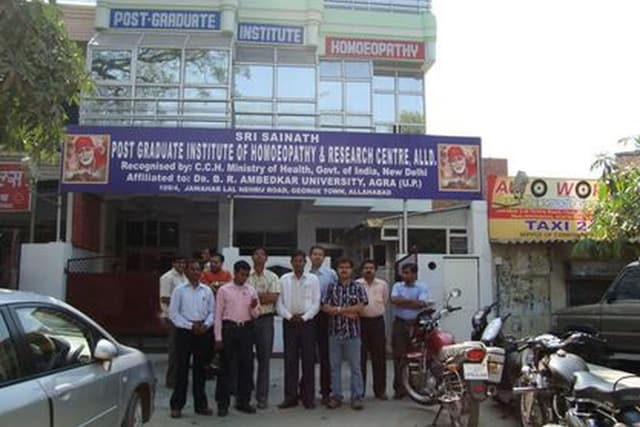 POST-GRADUATE
INSTITUTE
HOMOEOPATHY
SRI SAINATH
POST GRADUATE INSTITUTE OF HOMOEOPATHY & RESEARCH CENTRE, ALLD.
Recognised by: C.C.H. Ministry of Health, Govt. of India, New Delhi
Affiliated to: Dr. B. R. AMBEDKAR UNIVERSITY, AGRA (U.P.)
109/4, JAWAHAR LAL NEHRU ROAD, GEORGE TOWN, ALLAHABAD
TAXI